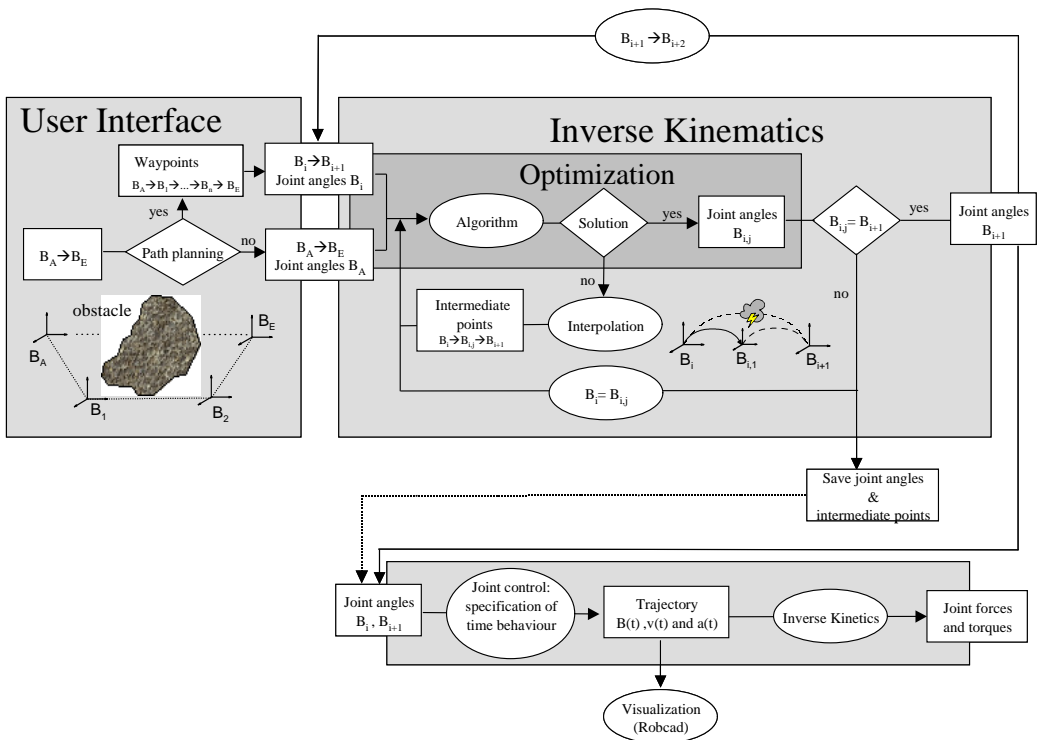 B_{i+1} → B_{i+2}
User Interface
Waypoints
B_A → B_1 → ... → B_n → B_E
yes
B_A → B_E
Path planning
no
obstacle
B_A
B_E
B_1
B_2
B_i → B_{i+1}
Joint angles B_i
B_A → B_E
Joint angles B_A
Inverse Kinematics
Optimization
Algorithm
Solution
yes
Joint angles
B_{i,j}
B_{i,j} = B_{i+1}
yes
Joint angles
B_{i+1}
no
no
Intermediate
points
B_i → B_{i,j} → B_{i+1}
Interpolation
B_i
B_{i,1}
B_{i+1}
B_i = B_{i,j}
Save joint angles
&
intermediate points
Joint angles
B_i , B_{i+1}
Joint control:
specification of
time behaviour
Trajectory
B(t) ,v(t) and a(t)
Inverse Kinetics
Joint forces
and torques
Visualization
(Robcad)